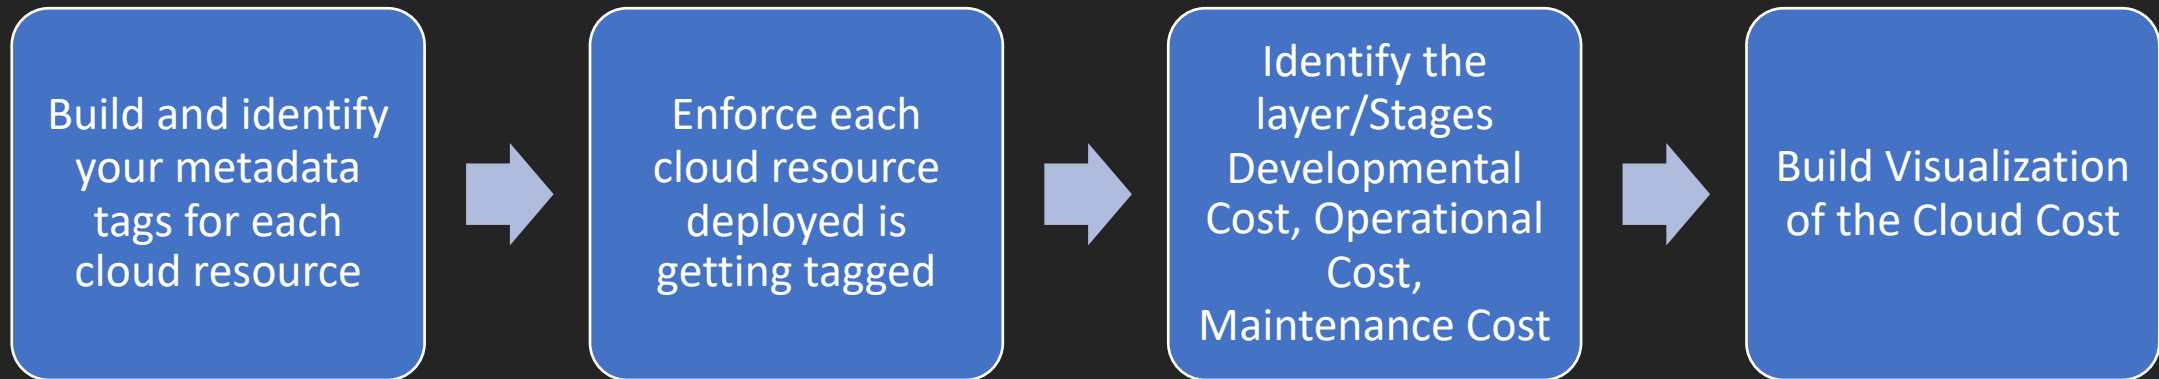 Build and identify
your metadata
tags for each
cloud resource
Enforce each
cloud resource
deployed is
getting tagged
Identify the
layer/Stages
Developmental
Cost, Operational
Cost,
Maintenance Cost
Build Visualization
of the Cloud Cost